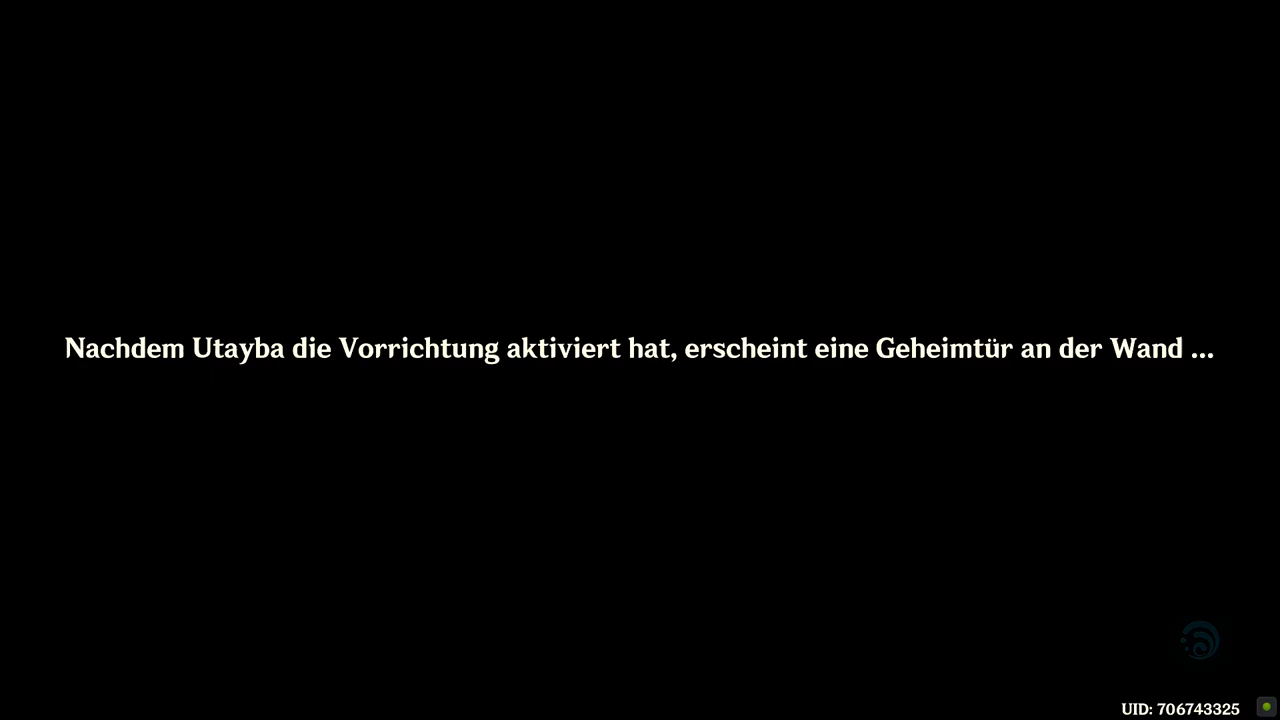 Nachdem Utayba die Vorrichtung aktiviert hat, erscheint eine Geheimtür an der Wand ...
UID: 706743325